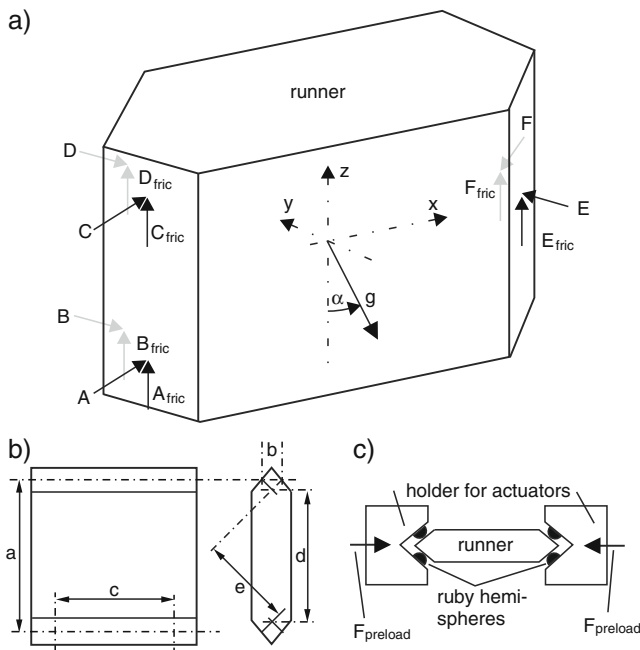 a)
runner
D
D_fric
F
F_fric
z
y
x
C
C_fric
E
E_fric
α
g
B
B_fric
A
A_fric
b)
b
a
c
d
e
c)
holder for actuators
runner
ruby hemi-
spheres
F_preload
F_preload